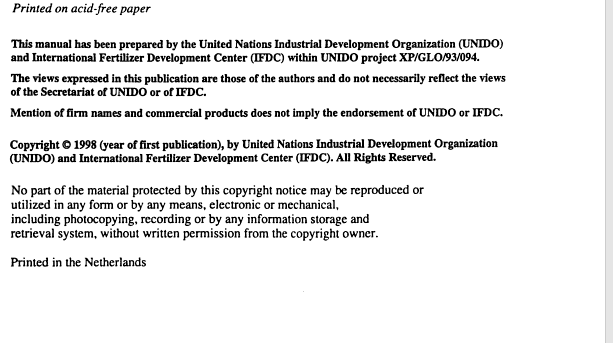 Printed on acid-free paper
This manual has been prepared by the United Nations Industrial Development Organization (UNIDO)
and International Fertilizer Development Center (IFDC) within UNIDO project XP/GLO/93/094.
The views expressed in this publication are those of the authors and do not necessarily reflect the views
of the Secretariat of UNIDO or of IFDC.
Mention of firm names and commercial products does not imply the endorsement of UNIDO or IFDC.
Copyright © 1998 (year of first publication), by United Nations Industrial Development Organization
(UNIDO) and International Fertilizer Development Center (IFDC). All Rights Reserved.
No part of the material protected by this copyright notice may be reproduced or
utilized in any form or by any means, electronic or mechanical,
including photocopying, recording or by any information storage and
retrieval system, without written permission from the copyright owner.
Printed in the Netherlands